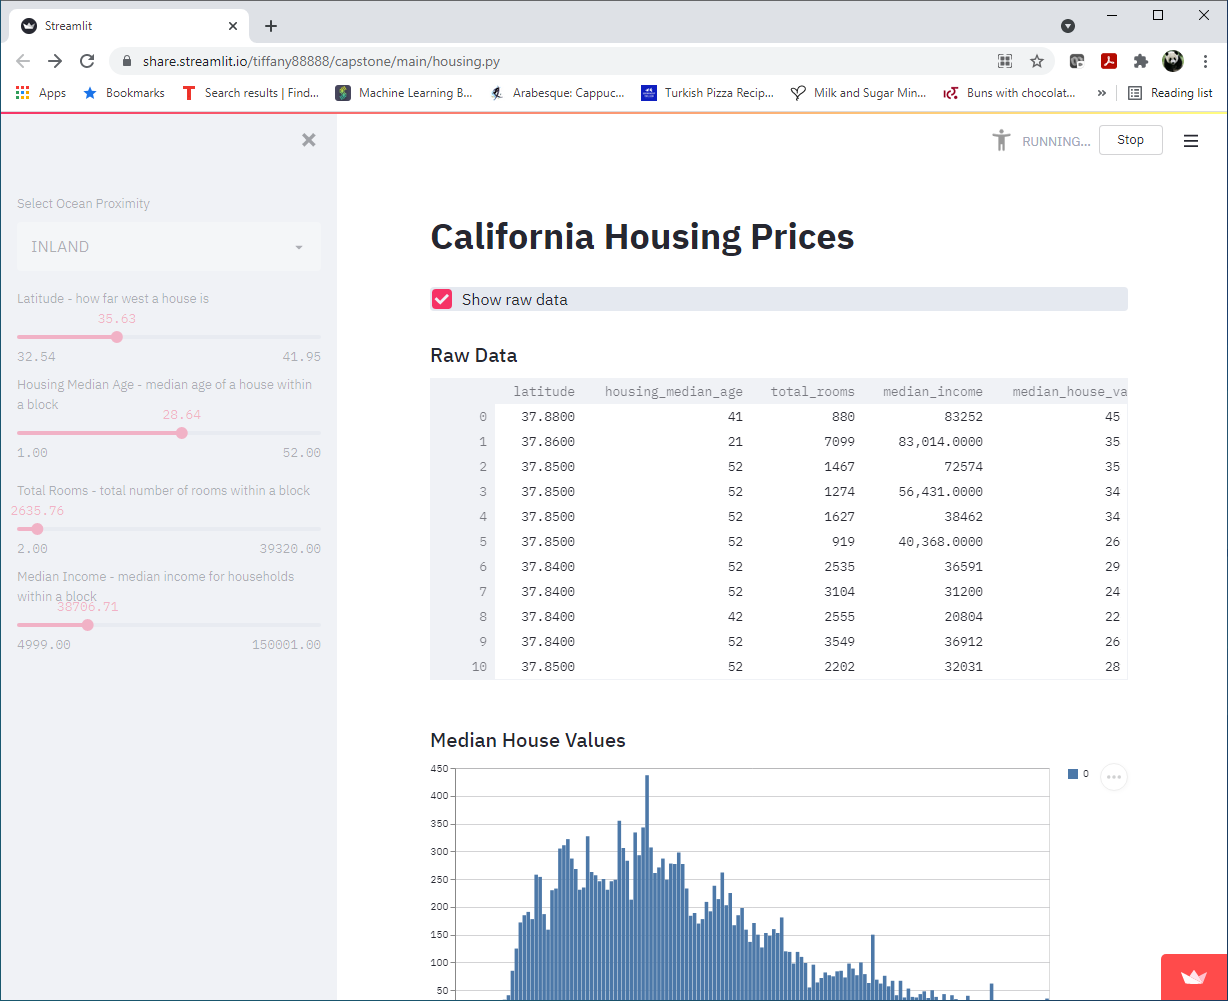 Streamlit
share.streamlit.io/tiffany88888/capstone/main/housing.py
Apps Bookmarks Search results | Find... Machine Learning B... Arabesque: Cappuc... Turkish Pizza Recip... Milk and Sugar Min... Buns with chocolat... » Reading list
RUNNING... Stop
Select Ocean Proximity
INLAND
Latitude - how far west a house is
35.63
32.54 41.95
Housing Median Age - median age of a house within
a block
28.64
1.00 52.00
Total Rooms - total number of rooms within a block
2635.76
2.00 39320.00
Median Income - median income for households
within a block
38706.71
4999.00 150001.00
California Housing Prices
Show raw data
Raw Data
latitude housing_median_age total_rooms median_income median_house_va
0 37.8800 41 880 83252 45
1 37.8600 21 7099 83,014.0000 35
2 37.8500 52 1467 72574 35
3 37.8500 52 1274 56,431.0000 34
4 37.8500 52 1627 38462 34
5 37.8500 52 919 40,368.0000 26
6 37.8400 52 2535 36591 29
7 37.8400 52 3104 31200 24
8 37.8400 42 2555 20804 22
9 37.8400 52 3549 36912 26
10 37.8500 52 2202 32031 28
Median House Values
450
400
350
300
250
200
150
100
50
0